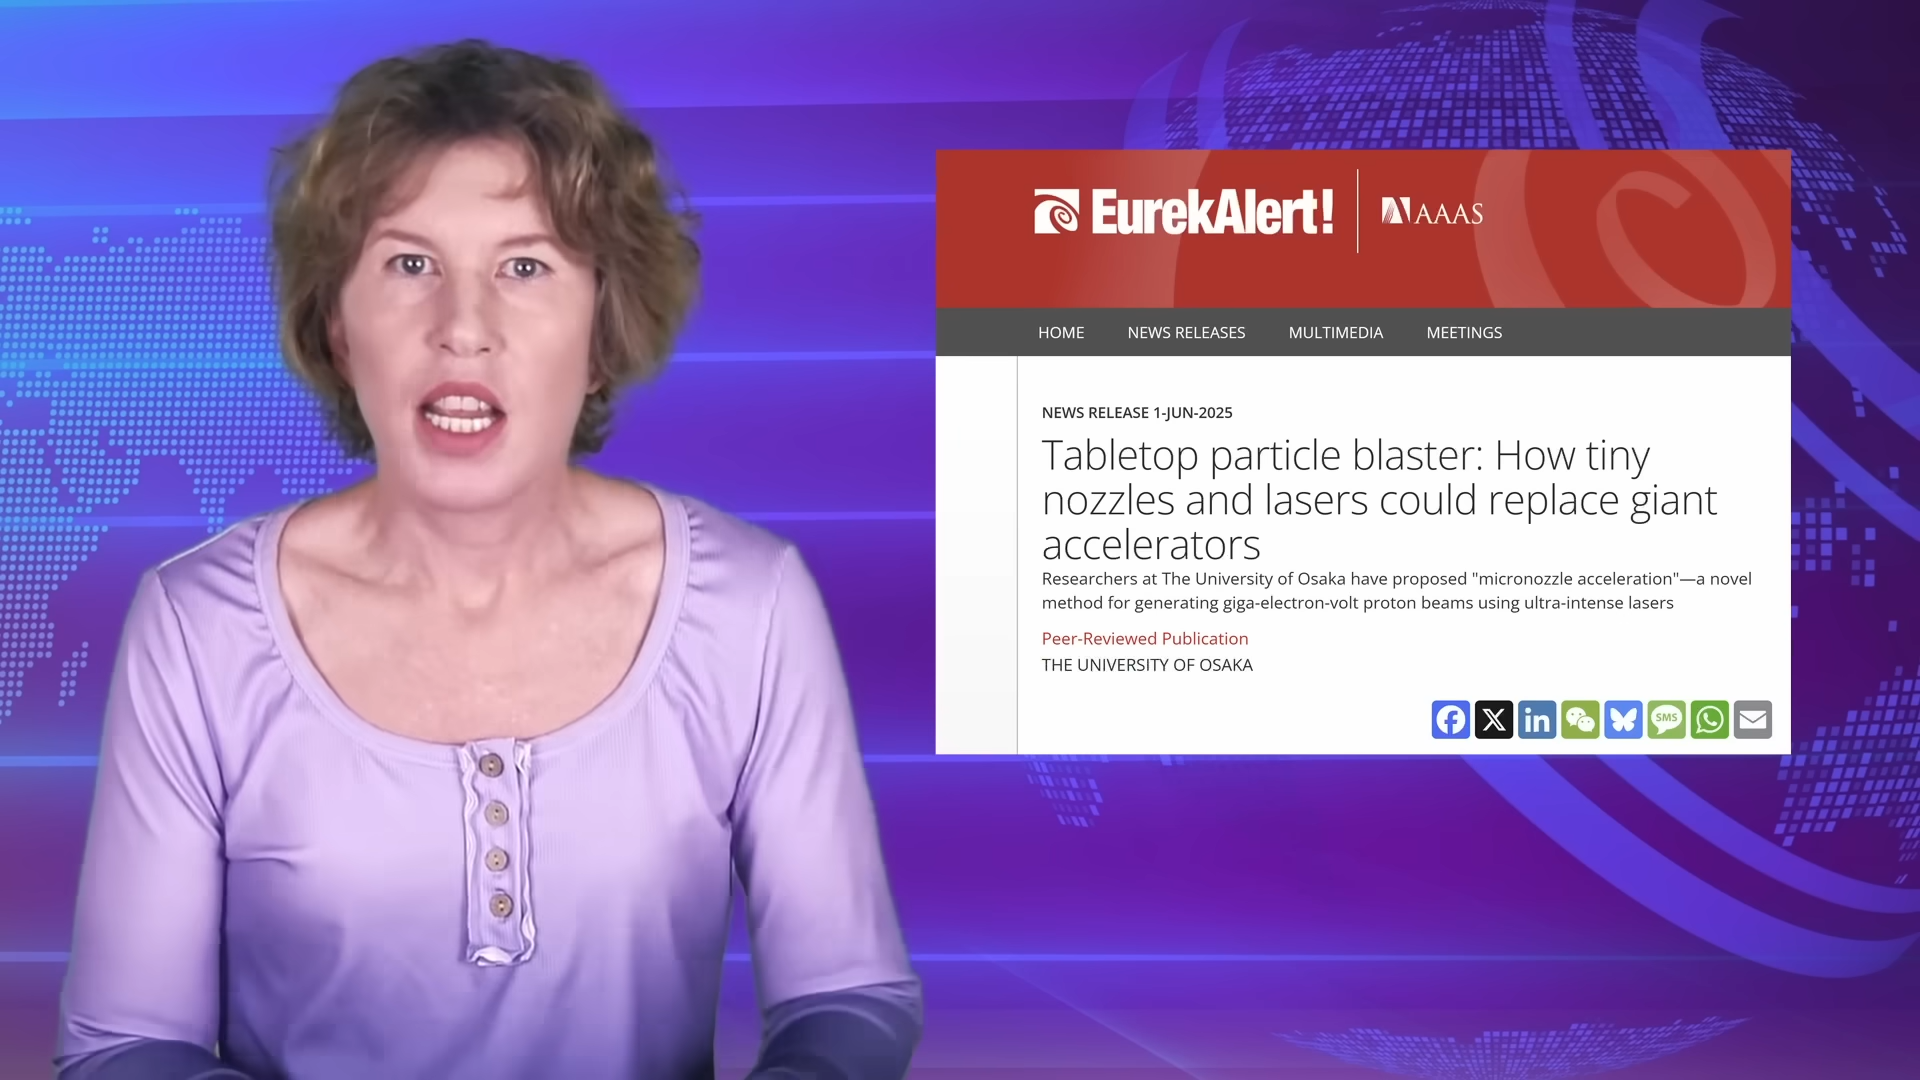 EurekAlert!
AAAS
HOME NEWS RELEASES MULTIMEDIA MEETINGS
NEWS RELEASE 1-JUN-2025
Tabletop particle blaster: How tiny
nozzles and lasers could replace giant
accelerators
Researchers at The University of Osaka have proposed "micronozzle acceleration"—a novel
method for generating giga-electron-volt proton beams using ultra-intense lasers
Peer-Reviewed Publication
THE UNIVERSITY OF OSAKA
SMS